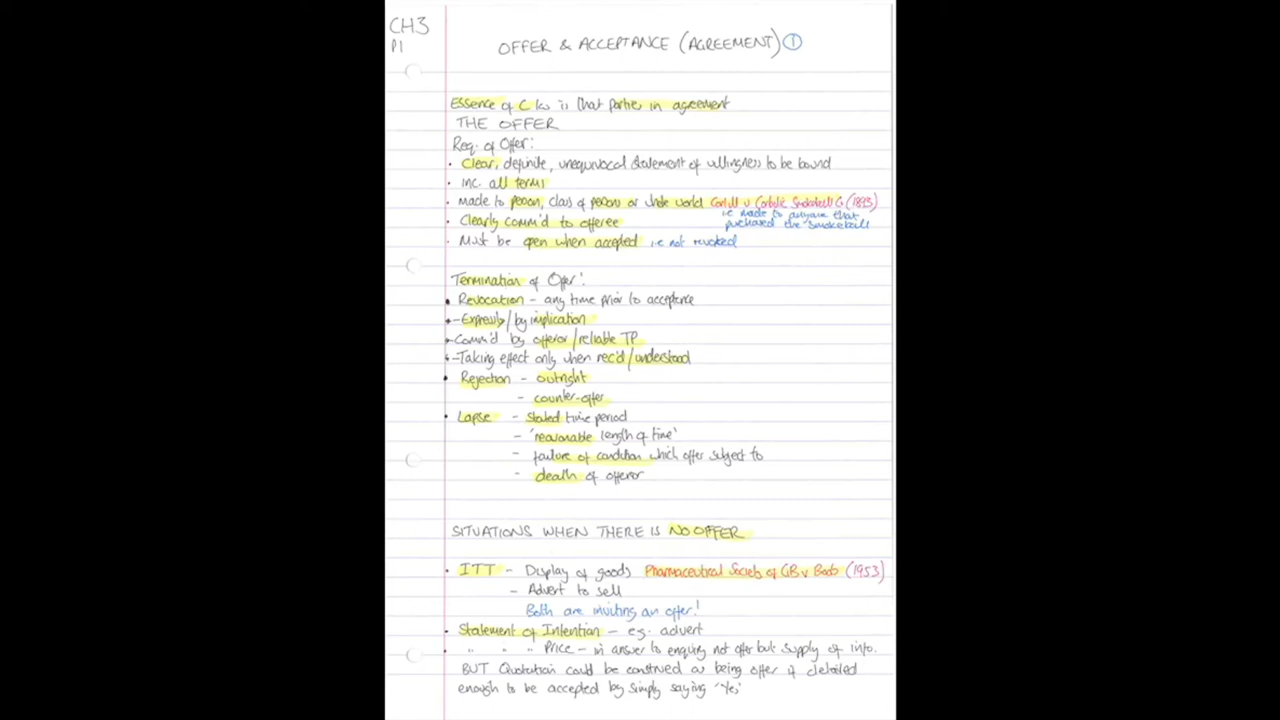 CH3
P1
OFFER & ACCEPTANCE (AGREEMENT) 1
Essence of C law is that parties in agreement
THE OFFER
Req. of Offer:
· Clear, definite, unequivocal statement of willingness to be bound
· inc. all terms
· made to person, class of persons or whole world Carlill v Carbolic Smokeball Co (1893)
i.e made to anyone that
purchased the smokeball
· Clearly comm'd to offeree
· Must be open when accepted i.e not revoked
Termination of Offer:
· Revocation – any time prior to acceptance
- Expressly/by implication
- Comm'd by offeror/reliable TP
- Taking effect only when rec'd/understood
· Rejection – outright
- counter-offer
· Lapse – stated time period
- 'reasonable length of time'
- failure of condition which offer subject to
- death of offeror
SITUATIONS WHEN THERE IS NO OFFER
· ITT – Display of goods Pharmaceutical Society of GB v Boots (1953)
- Advert to sell
Both are inviting an offer!
· Statement of Intention – e.g. advert
· " " " Price – in answer to enquiry not offer but supply of info.
BUT Quotation could be construed as being offer if detailed
enough to be accepted by simply saying 'Yes'